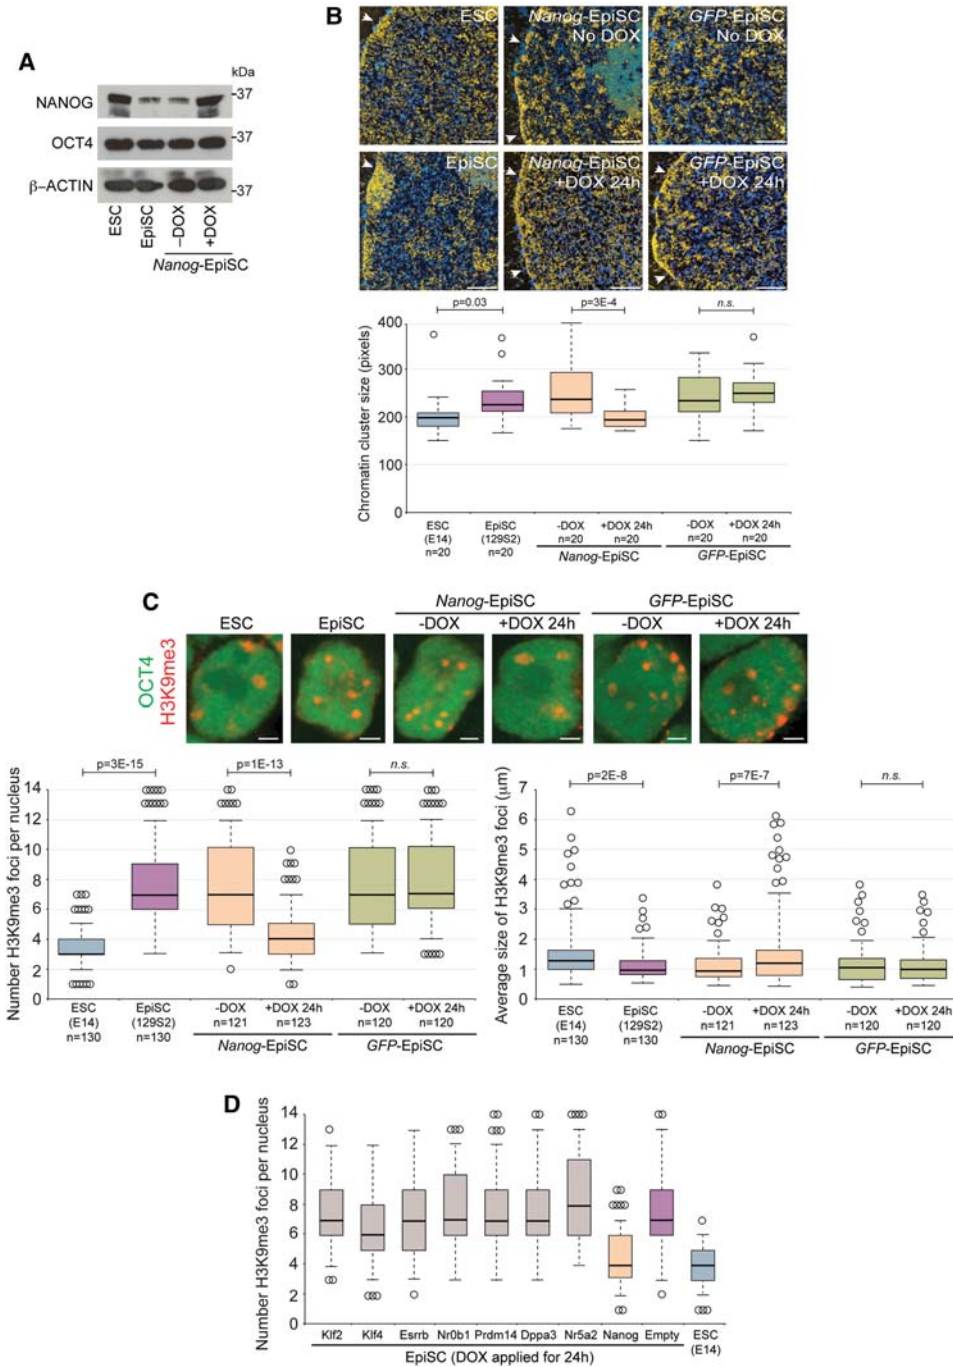 A
kDa
NANOG
-37
OCT4
-37
β-ACTIN
-37
ESC
EpiSC
–DOX
+DOX
Nanog-EpiSC
B
ESC
Nanog-EpiSC
No DOX
GFP-EpiSC
No DOX
EpiSC
Nanog-EpiSC
+DOX 24h
GFP-EpiSC
+DOX 24h
p=0.03
p=3E-4
n.s.
Chromatin cluster size (pixels)
400
300
200
100
0
ESC
(E14)
n=20
EpiSC
(129S2)
n=20
-DOX
n=20
+DOX 24h
n=20
Nanog-EpiSC
-DOX
n=20
+DOX 24h
n=20
GFP-EpiSC
C
OCT4
H3K9me3
ESC
EpiSC
Nanog-EpiSC
-DOX
+DOX 24h
GFP-EpiSC
-DOX
+DOX 24h
p=3E-15
p=1E-13
n.s.
Number H3K9me3 foci per nucleus
14
12
10
8
6
4
2
0
ESC
(E14)
n=130
EpiSC
(129S2)
n=130
-DOX
n=121
+DOX 24h
n=123
Nanog-EpiSC
-DOX
n=120
+DOX 24h
n=120
GFP-EpiSC
p=2E-8
p=7E-7
n.s.
Average size of H3K9me3 foci (μm)
7
6
5
4
3
2
1
0
ESC
(E14)
n=130
EpiSC
(129S2)
n=130
-DOX
n=121
+DOX 24h
n=123
Nanog-EpiSC
-DOX
n=120
+DOX 24h
n=120
GFP-EpiSC
D
Number H3K9me3 foci per nucleus
14
12
10
8
6
4
2
0
Klf2
Klf4
Esrrb
Nr0b1
Prdm14
Dppa3
Nr5a2
Nanog
Empty
ESC
(E14)
EpiSC (DOX applied for 24h)